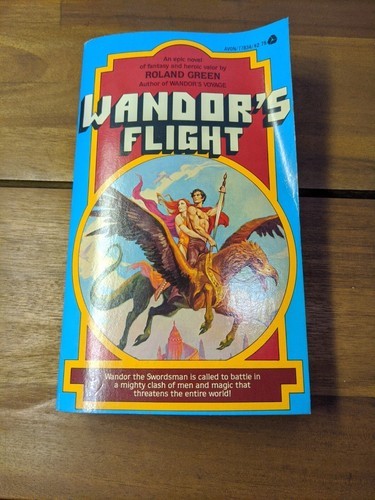 An epic novel
of fantasy and heroic valor by
ROLAND GREEN
Author of WANDOR'S VOYAGE
WANDOR'S
FLIGHT
Wandor the Swordsman is called to battle in
a mighty clash of men and magic that
threatens the entire world!